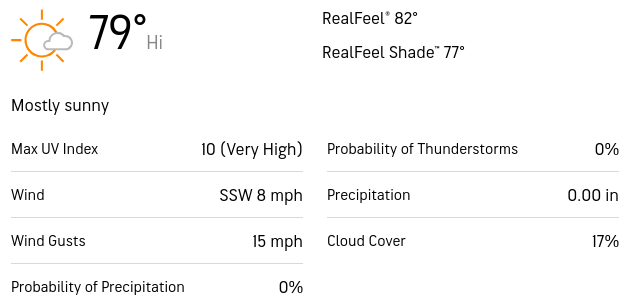 79° Hi
RealFeel® 82°
RealFeel Shade™ 77°
Mostly sunny
Max UV Index 10 (Very High)
Wind SSW 8 mph
Wind Gusts 15 mph
Probability of Precipitation 0%
Probability of Thunderstorms 0%
Precipitation 0.00 in
Cloud Cover 17%